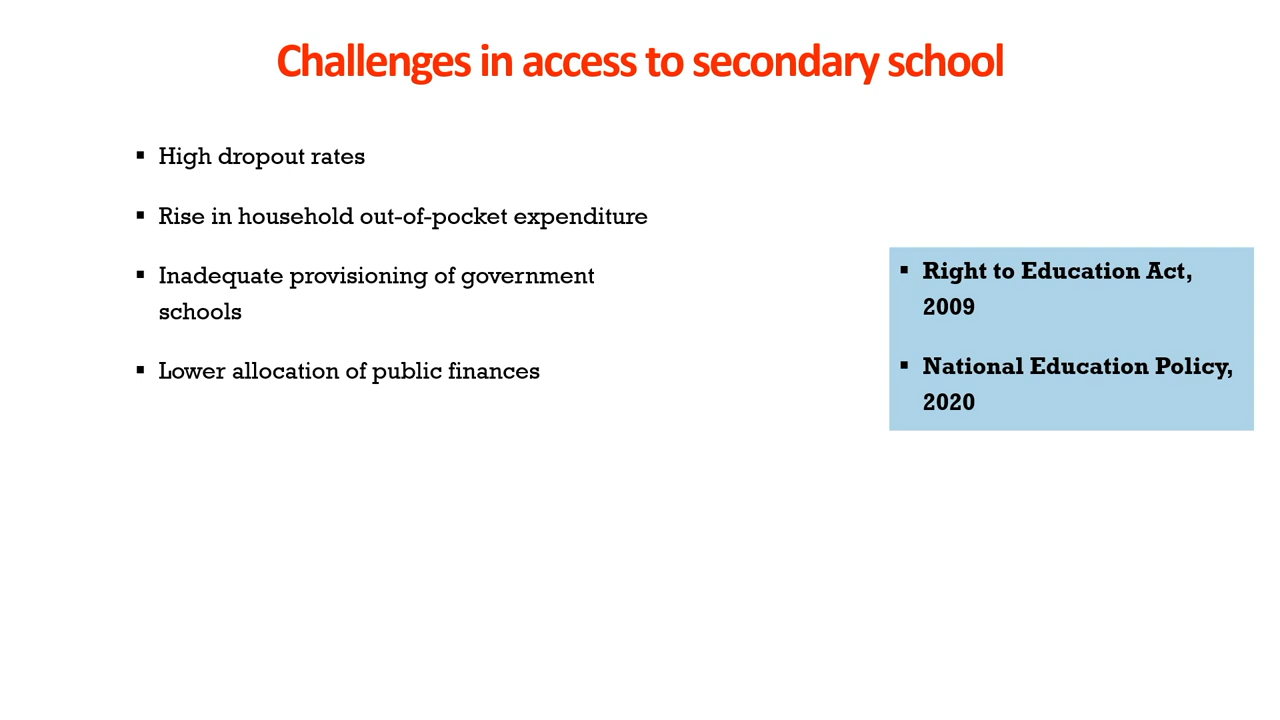 Challenges in access to secondary school
▪ High dropout rates
▪ Rise in household out-of-pocket expenditure
▪ Inadequate provisioning of government
schools
▪ Lower allocation of public finances
▪ Right to Education Act,
2009
▪ National Education Policy,
2020